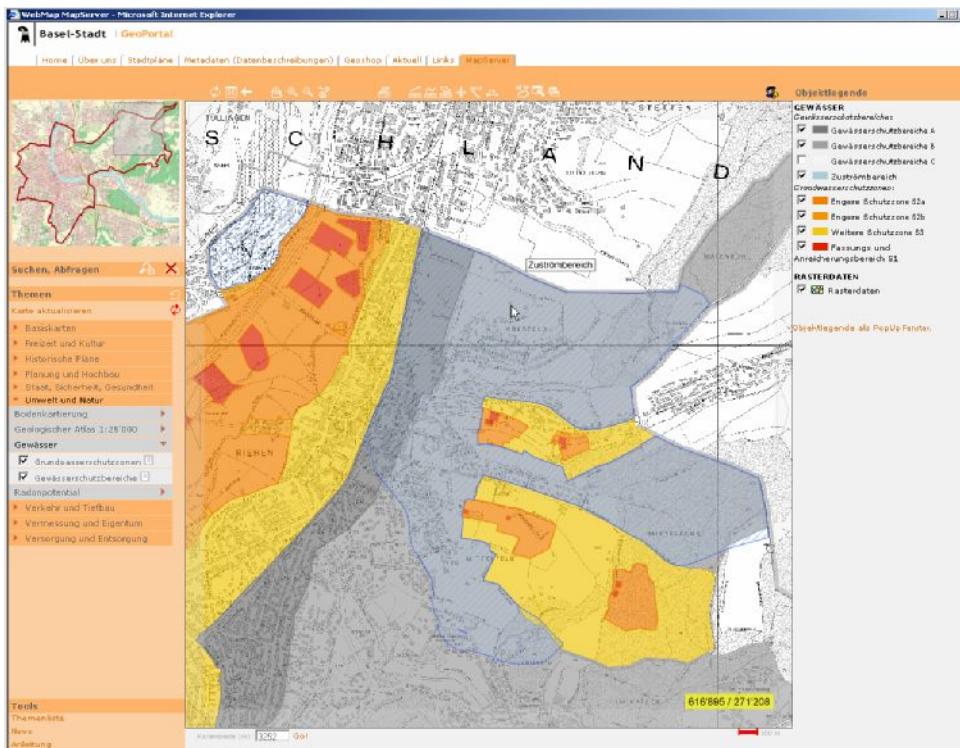 WebMap MapServer - Microsoft Internet Explorer
Basel-Stadt | GeoPortal
Home | Über uns | Stadtpläne | Metadaten (Datenbeschreibungen) | Geoshop | Aktuell | Links | MapServer
Suchen, Abfragen
Themen
Karte aktualisieren
Basiskarten
Freizeit und Kultur
Historische Pläne
Planung und Hochbau
Staat, Sicherheit, Gesundheit
Umwelt und Natur
Bodenkartierung
Geologischer Atlas 1:25'000
Gewässer
Grundwasserschutzzonen
Gewässerschutzbereiche
Radonpotential
Verkehr und Tiefbau
Vermessung und Eigentum
Versorgung und Entsorgung
Tools
Themenliste
News
Anleitung
TÜLLINGEN
STETTEN
S C H L A N D
Zuströmbereich
RIEHEN
MITTELFELD
616'895 / 271'208
3252 Go!
Objektlegende
GEWÄSSER
Gewässerschutzbereiche:
Gewässerschutzbereiche A
Gewässerschutzbereiche B
Gewässerschutzbereiche C
Zuströmbereich
Grundwasserschutzzonen:
Engere Schutzzone S2a
Engere Schutzzone S2b
Weitere Schutzzone S3
Fassungs und
Anreicherungsbereich S1
RASTERDATEN
Rasterdaten
Objektlegende als PopUp Fenster.